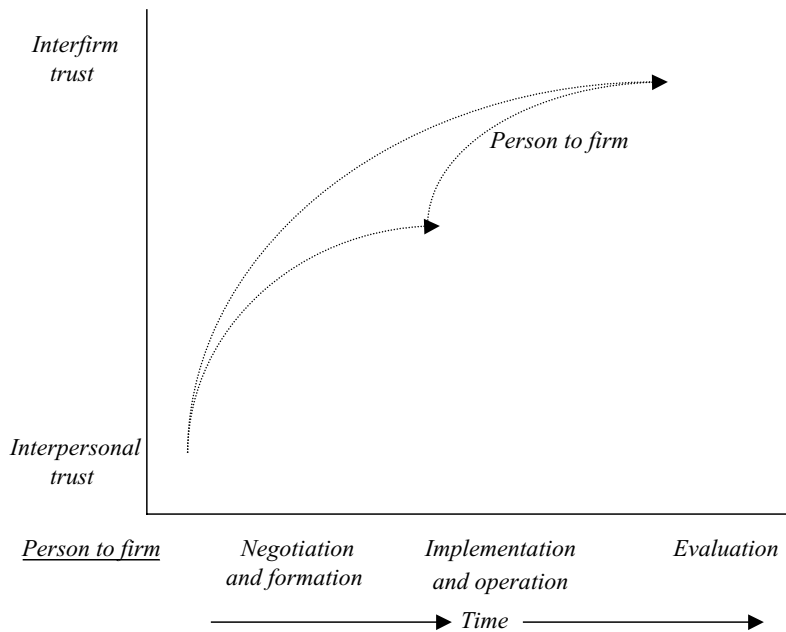 Interfirm
trust
Person to firm
Interpersonal
trust
Person to firm
Negotiation
and formation
Implementation
and operation
Evaluation
Time